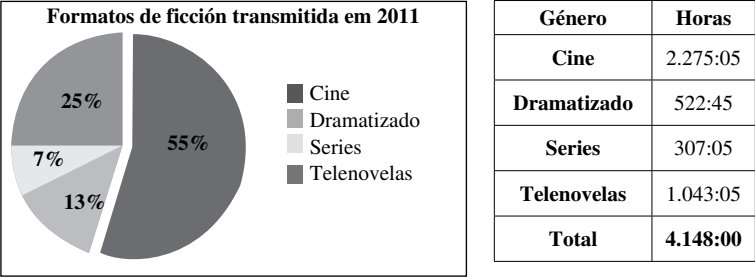 Formatos de ficción transmitida em 2011
25%
7%
13%
55%
Cine
Dramatizado
Series
Telenovelas
Género Horas
Cine 2.275:05
Dramatizado 522:45
Series 307:05
Telenovelas 1.043:05
Total 4.148:00